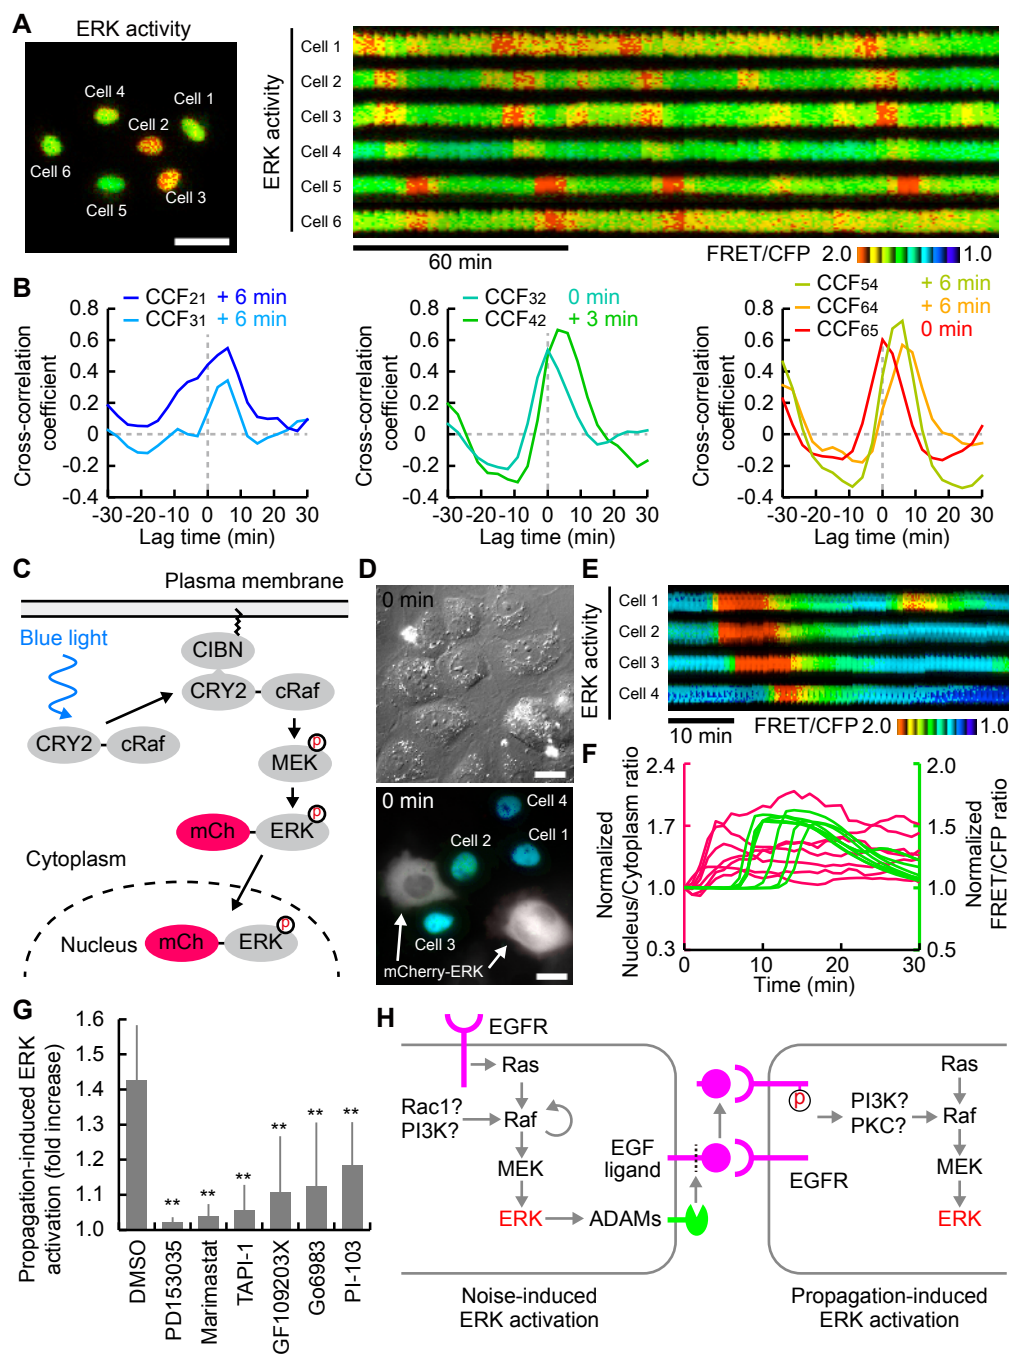 A
ERK activity
Cell 4
Cell 1
Cell 2
Cell 6
Cell 5
Cell 3
ERK activity
Cell 1
Cell 2
Cell 3
Cell 4
Cell 5
Cell 6
60 min
FRET/CFP 2.0 1.0
B
CCF21 + 6 min
CCF31 + 6 min
Cross-correlation
coefficient
0.8
0.6
0.4
0.2
0
-0.2
-0.4
-30 -20 -10 0 10 20 30
Lag time (min)
CCF32 0 min
CCF42 + 3 min
Cross-correlation
coefficient
0.8
0.6
0.4
0.2
0
-0.2
-0.4
-30 -20 -10 0 10 20 30
Lag time (min)
CCF54 + 6 min
CCF64 + 6 min
CCF65 0 min
Cross-correlation
coefficient
0.8
0.6
0.4
0.2
0
-0.2
-0.4
-30 -20 -10 0 10 20 30
Lag time (min)
C
Plasma membrane
Blue light
CIBN
CRY2 cRaf
CRY2 cRaf
p
MEK
p
mCh ERK
Cytoplasm
p
Nucleus mCh ERK
D
0 min
0 min
Cell 4
Cell 2
Cell 1
Cell 3
mCherry-ERK
E
ERK activity
Cell 1
Cell 2
Cell 3
Cell 4
10 min
FRET/CFP 2.0 1.0
F
Normalized
Nucleus/Cytoplasm ratio
2.4
1.7
1.0
0.3
2.0
1.5
1.0
0.5
Normalized
FRET/CFP ratio
0 10 20 30
Time (min)
G
Propagation-induced ERK
activation (fold increase)
1.6
1.5
1.4
1.3
1.2
1.1
1.0
** ** ** ** ** **
DMSO
PD153035
Marimastat
TAPI-1
GF109203X
Go6983
PI-103
H
EGFR
Ras
Rac1?
PI3K?
Raf
MEK
ERK
ADAMs
EGF
ligand
EGFR
p
PI3K?
PKC?
Ras
Raf
MEK
ERK
Noise-induced
ERK activation
Propagation-induced
ERK activation